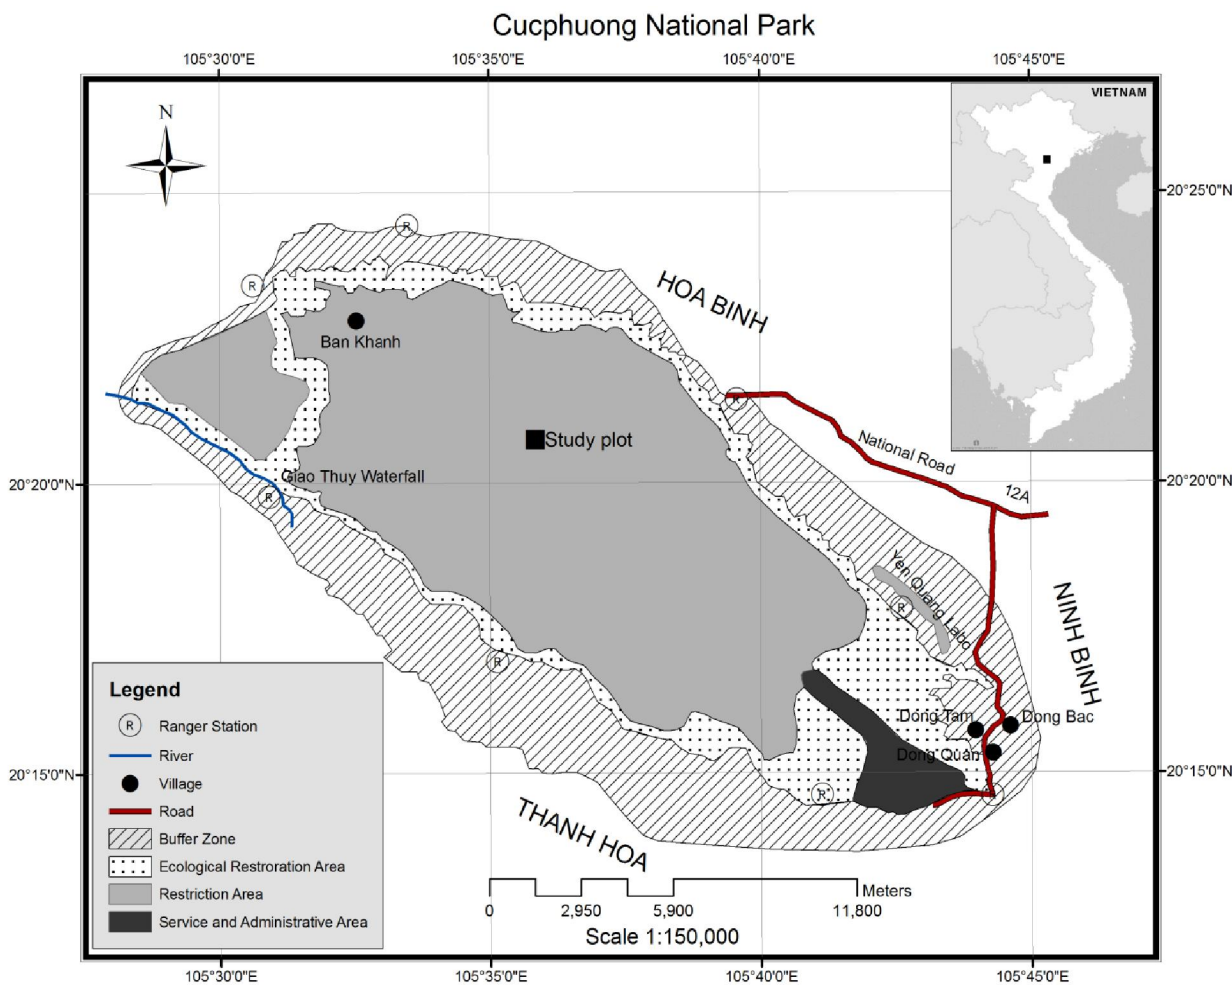 Cucphuong National Park
105°30'0"E
105°35'0"E
105°40'0"E
105°45'0"E
N
VIETNAM
20°25'0"N
20°25'0"N
R
R
HOA BINH
Ban Khanh
R
National Road
12A
Study plot
Giao Thuy Waterfall
R
20°20'0"N
20°20'0"N
Yen Quang Labo
R
NINH BINH
R
Dong Tam
Dong Bac
Dong Quan
20°15'0"N
20°15'0"N
R
THANH HOA
Legend
R
Ranger Station
River
Village
Road
Buffer Zone
Ecological Restroration Area
Restriction Area
Service and Administrative Area
Meters
0
2,950
5,900
11,800
Scale 1:150,000
105°30'0"E
105°35'0"E
105°40'0"E
105°45'0"E